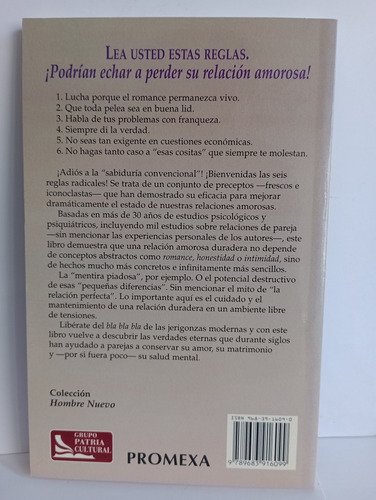 LEA USTED ESTAS REGLAS.
¡Podrían echar a perder su relación amorosa!
1. Lucha porque el romance permanezca vivo.
2. Que toda pelea sea en buena lid.
3. Habla de tus problemas con franqueza.
4. Siempre di la verdad.
5. No seas tan exigente en cuestiones económicas.
6. No hagas tanto caso a "esas cositas" que siempre te molestan.
¡Adiós a la "sabiduría convencional"! ¡Bienvenidas las seis
reglas radicales! Se trata de un conjunto de preceptos —frescos e
iconoclastas— que han demostrado su eficacia para mejorar
dramáticamente el estado de nuestras relaciones amorosas.
Basadas en más de 30 años de estudios psicológicos y
psiquiátricos, incluyendo mil estudios sobre relaciones de pareja
—sin mencionar las experiencias personales de los autores—, este
libro demuestra que una relación amorosa duradera no depende
de conceptos abstractos como romance, honestidad o intimidad, sino
de hechos mucho más concretos e infinitamente más sencillos.
La "mentira piadosa", por ejemplo. O el potencial destructivo
de esas "pequeñas diferencias". Sin mencionar el mito de "la
relación perfecta". Lo importante aquí es el cuidado y el
mantenimiento de una relación duradera en un ambiente libre
de tensiones.
Libérate del bla bla bla de las jerigonzas modernas y con este
libro vuelve a descubrir las verdades eternas que durante siglos
han ayudado a parejas a conservar su amor, su matrimonio
y —por si fuera poco— su salud mental.
Colección
Hombre Nuevo
GRUPO
PATRIA
CULTURAL
PROMEXA
ISBN 968-39-1609-0
9 789683 916099